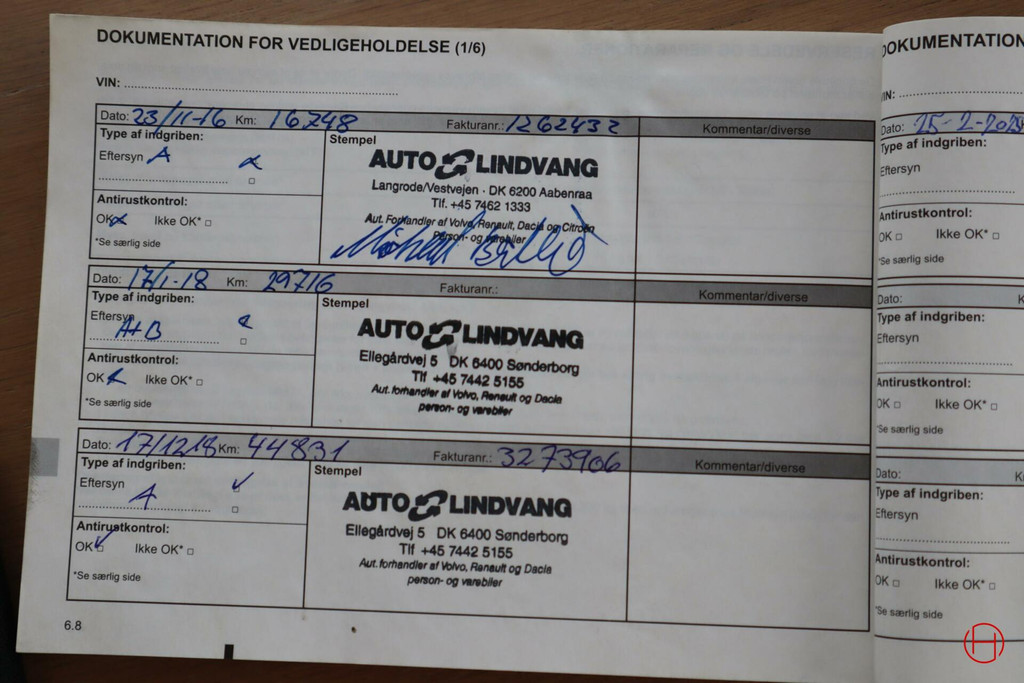 DOKUMENTATION FOR VEDLIGEHOLDELSE (1/6)
VIN:
Dato: 23/11-16 Km: 16748 Fakturanr.: 1262432 Kommentar/diverse
Type af indgriben:
Eftersyn A
Antirustkontrol:
OK Ikke OK*
*Se særlig side
Stempel
AUTO LINDVANG
Langrode/Vestvejen · DK 6200 Aabenraa
Tlf. +45 7462 1333
Aut. Forhandler af Volvo, Renault, Dacia og Citroën
Person- og varebiler
Dato: 17/1-18 Km: 29716 Fakturanr.: Kommentar/diverse
Type af indgriben:
Eftersyn
A+B
Antirustkontrol:
OK Ikke OK*
*Se særlig side
Stempel
AUTO LINDVANG
Ellegårdvej 5 DK 6400 Sønderborg
Tlf +45 7442 5155
Aut. forhandler af Volvo, Renault og Dacia
person- og varebiler
Dato: 17/12 18 Km: 44831 Fakturanr.: 3273906 Kommentar/diverse
Type af indgriben:
Eftersyn
A
Antirustkontrol:
OK Ikke OK*
*Se særlig side
Stempel
AUTO LINDVANG
Ellegårdvej 5 DK 6400 Sønderborg
Tlf +45 7442 5155
Aut. forhandler af Volvo, Renault og Dacia
person- og varebiler
6.8
DOKUMENTATION
VIN:
Dato: 25-2-202
Type af indgriben:
Eftersyn
Antirustkontrol:
OK Ikke OK*
*Se særlig side
Dato: K
Type af indgriben:
Eftersyn
Antirustkontrol:
OK Ikke OK*
*Se særlig side
Dato: K
Type af indgriben:
Eftersyn
Antirustkontrol:
OK Ikke OK*
*Se særlig side
H